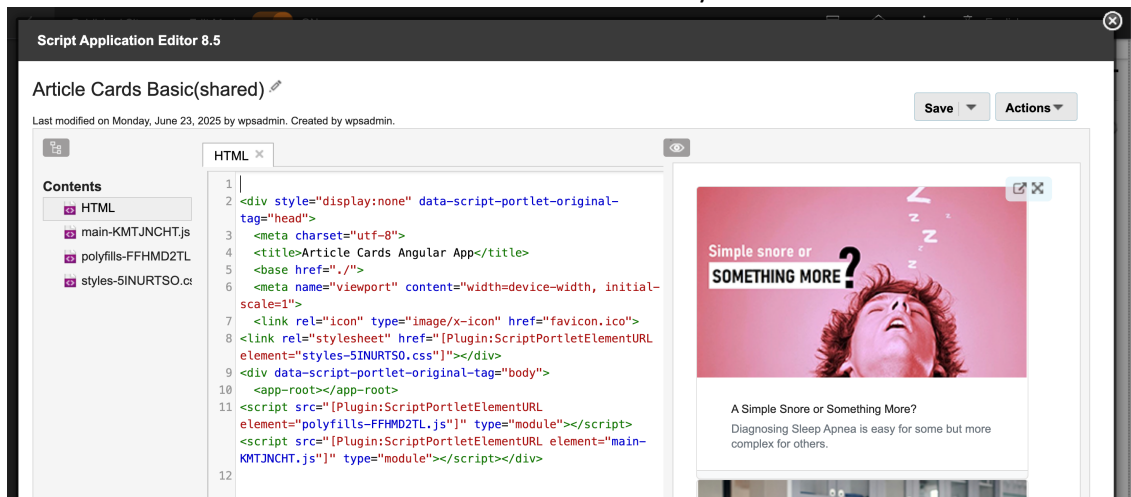 Script Application Editor 8.5
Article Cards Basic(shared)
Save
Actions
Last modified on Monday, June 23, 2025 by wpsadmin. Created by wpsadmin.
HTML ×
Contents
HTML
main-KMTJNCHT.js
polyfills-FFHMD2TL
styles-5INURTSO.cs
1
2 <div style="display:none" data-script-portlet-original-
tag="head">
3 <meta charset="utf-8">
4 <title>Article Cards Angular App</title>
5 <base href="./">
6 <meta name="viewport" content="width=device-width, initial-
scale=1">
7 <link rel="icon" type="image/x-icon" href="favicon.ico">
8 <link rel="stylesheet" href="[Plugin:ScriptPortletElementURL
element="styles-5INURTSO.css"]"></div>
9 <div data-script-portlet-original-tag="body">
10 <app-root></app-root>
11 <script src="[Plugin:ScriptPortletElementURL
element="polyfills-FFHMD2TL.js"]" type="module"></script>
<script src="[Plugin:ScriptPortletElementURL element="main-
KMTJNCHT.js"]" type="module"></script></div>
12
Z
Z
Z
Z
Z
Simple snore or
SOMETHING MORE?
A Simple Snore or Something More?
Diagnosing Sleep Apnea is easy for some but more
complex for others.